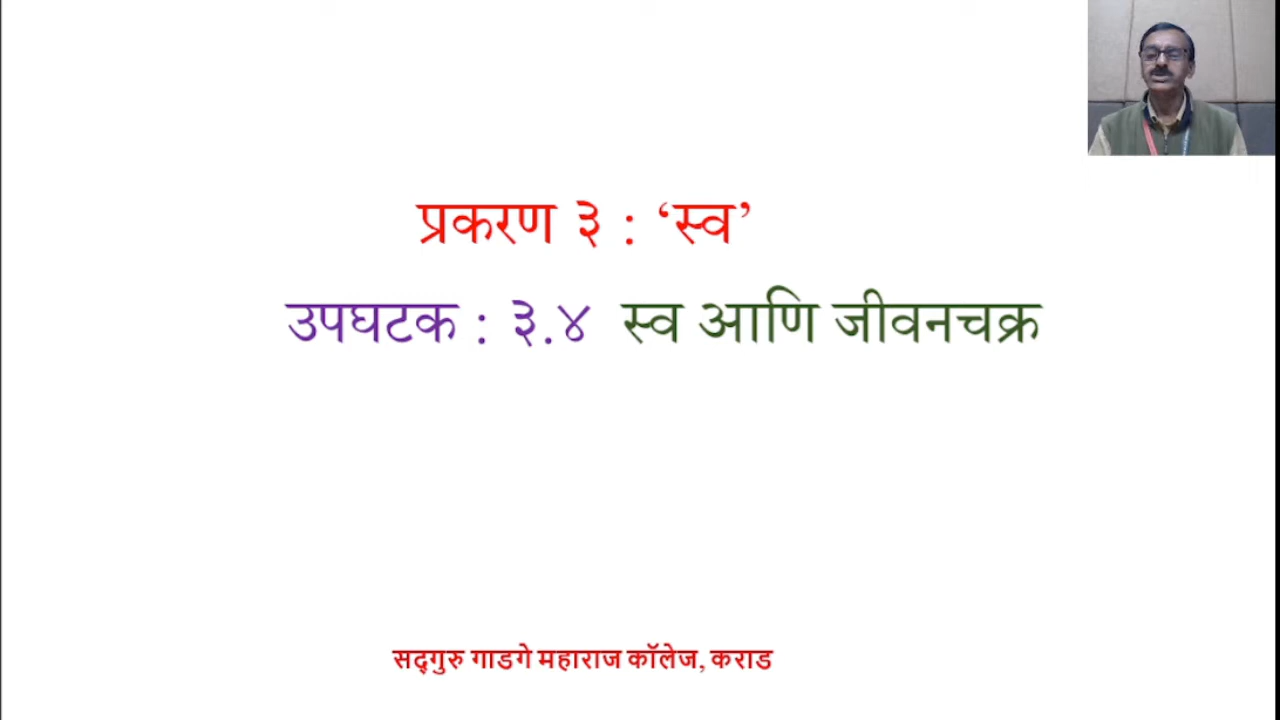 प्रकरण ३ : ‘स्व’
उपघटक : ३.४ स्व आणि जीवनचक्र
सद्‌गुरु गाडगे महाराज कॉलेज, कराड